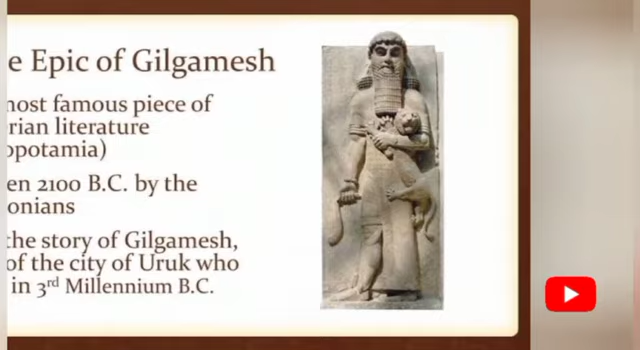 e Epic of Gilgamesh
nost famous piece of
rian literature
opotamia)
en 2100 B.C. by the
onians
the story of Gilgamesh,
of the city of Uruk who
in 3rd Millennium B.C.